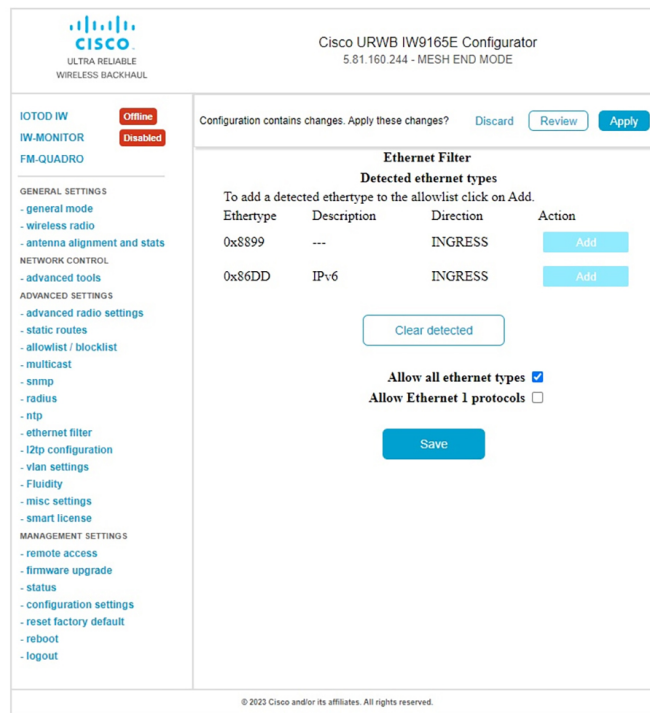 CISCO
ULTRA RELIABLE
WIRELESS BACKHAUL
Cisco URWB IW9165E Configurator
5.81.160.244 - MESH END MODE
IOTOD IW Offline
IW-MONITOR Disabled
FM-QUADRO
GENERAL SETTINGS
- general mode
- wireless radio
- antenna alignment and stats
NETWORK CONTROL
- advanced tools
ADVANCED SETTINGS
- advanced radio settings
- static routes
- allowlist / blocklist
- multicast
- snmp
- radius
- ntp
- ethernet filter
- l2tp configuration
- vlan settings
- Fluidity
- misc settings
- smart license
MANAGEMENT SETTINGS
- remote access
- firmware upgrade
- status
- configuration settings
- reset factory default
- reboot
- logout
Configuration contains changes. Apply these changes? Discard Review Apply
Ethernet Filter
Detected ethernet types
To add a detected ethertype to the allowlist click on Add.
Ethertype Description Direction Action
0x8899 --- INGRESS Add
0x86DD IPv6 INGRESS Add
Clear detected
Allow all ethernet types
Allow Ethernet 1 protocols
Save
© 2023 Cisco and/or its affiliates. All rights reserved.